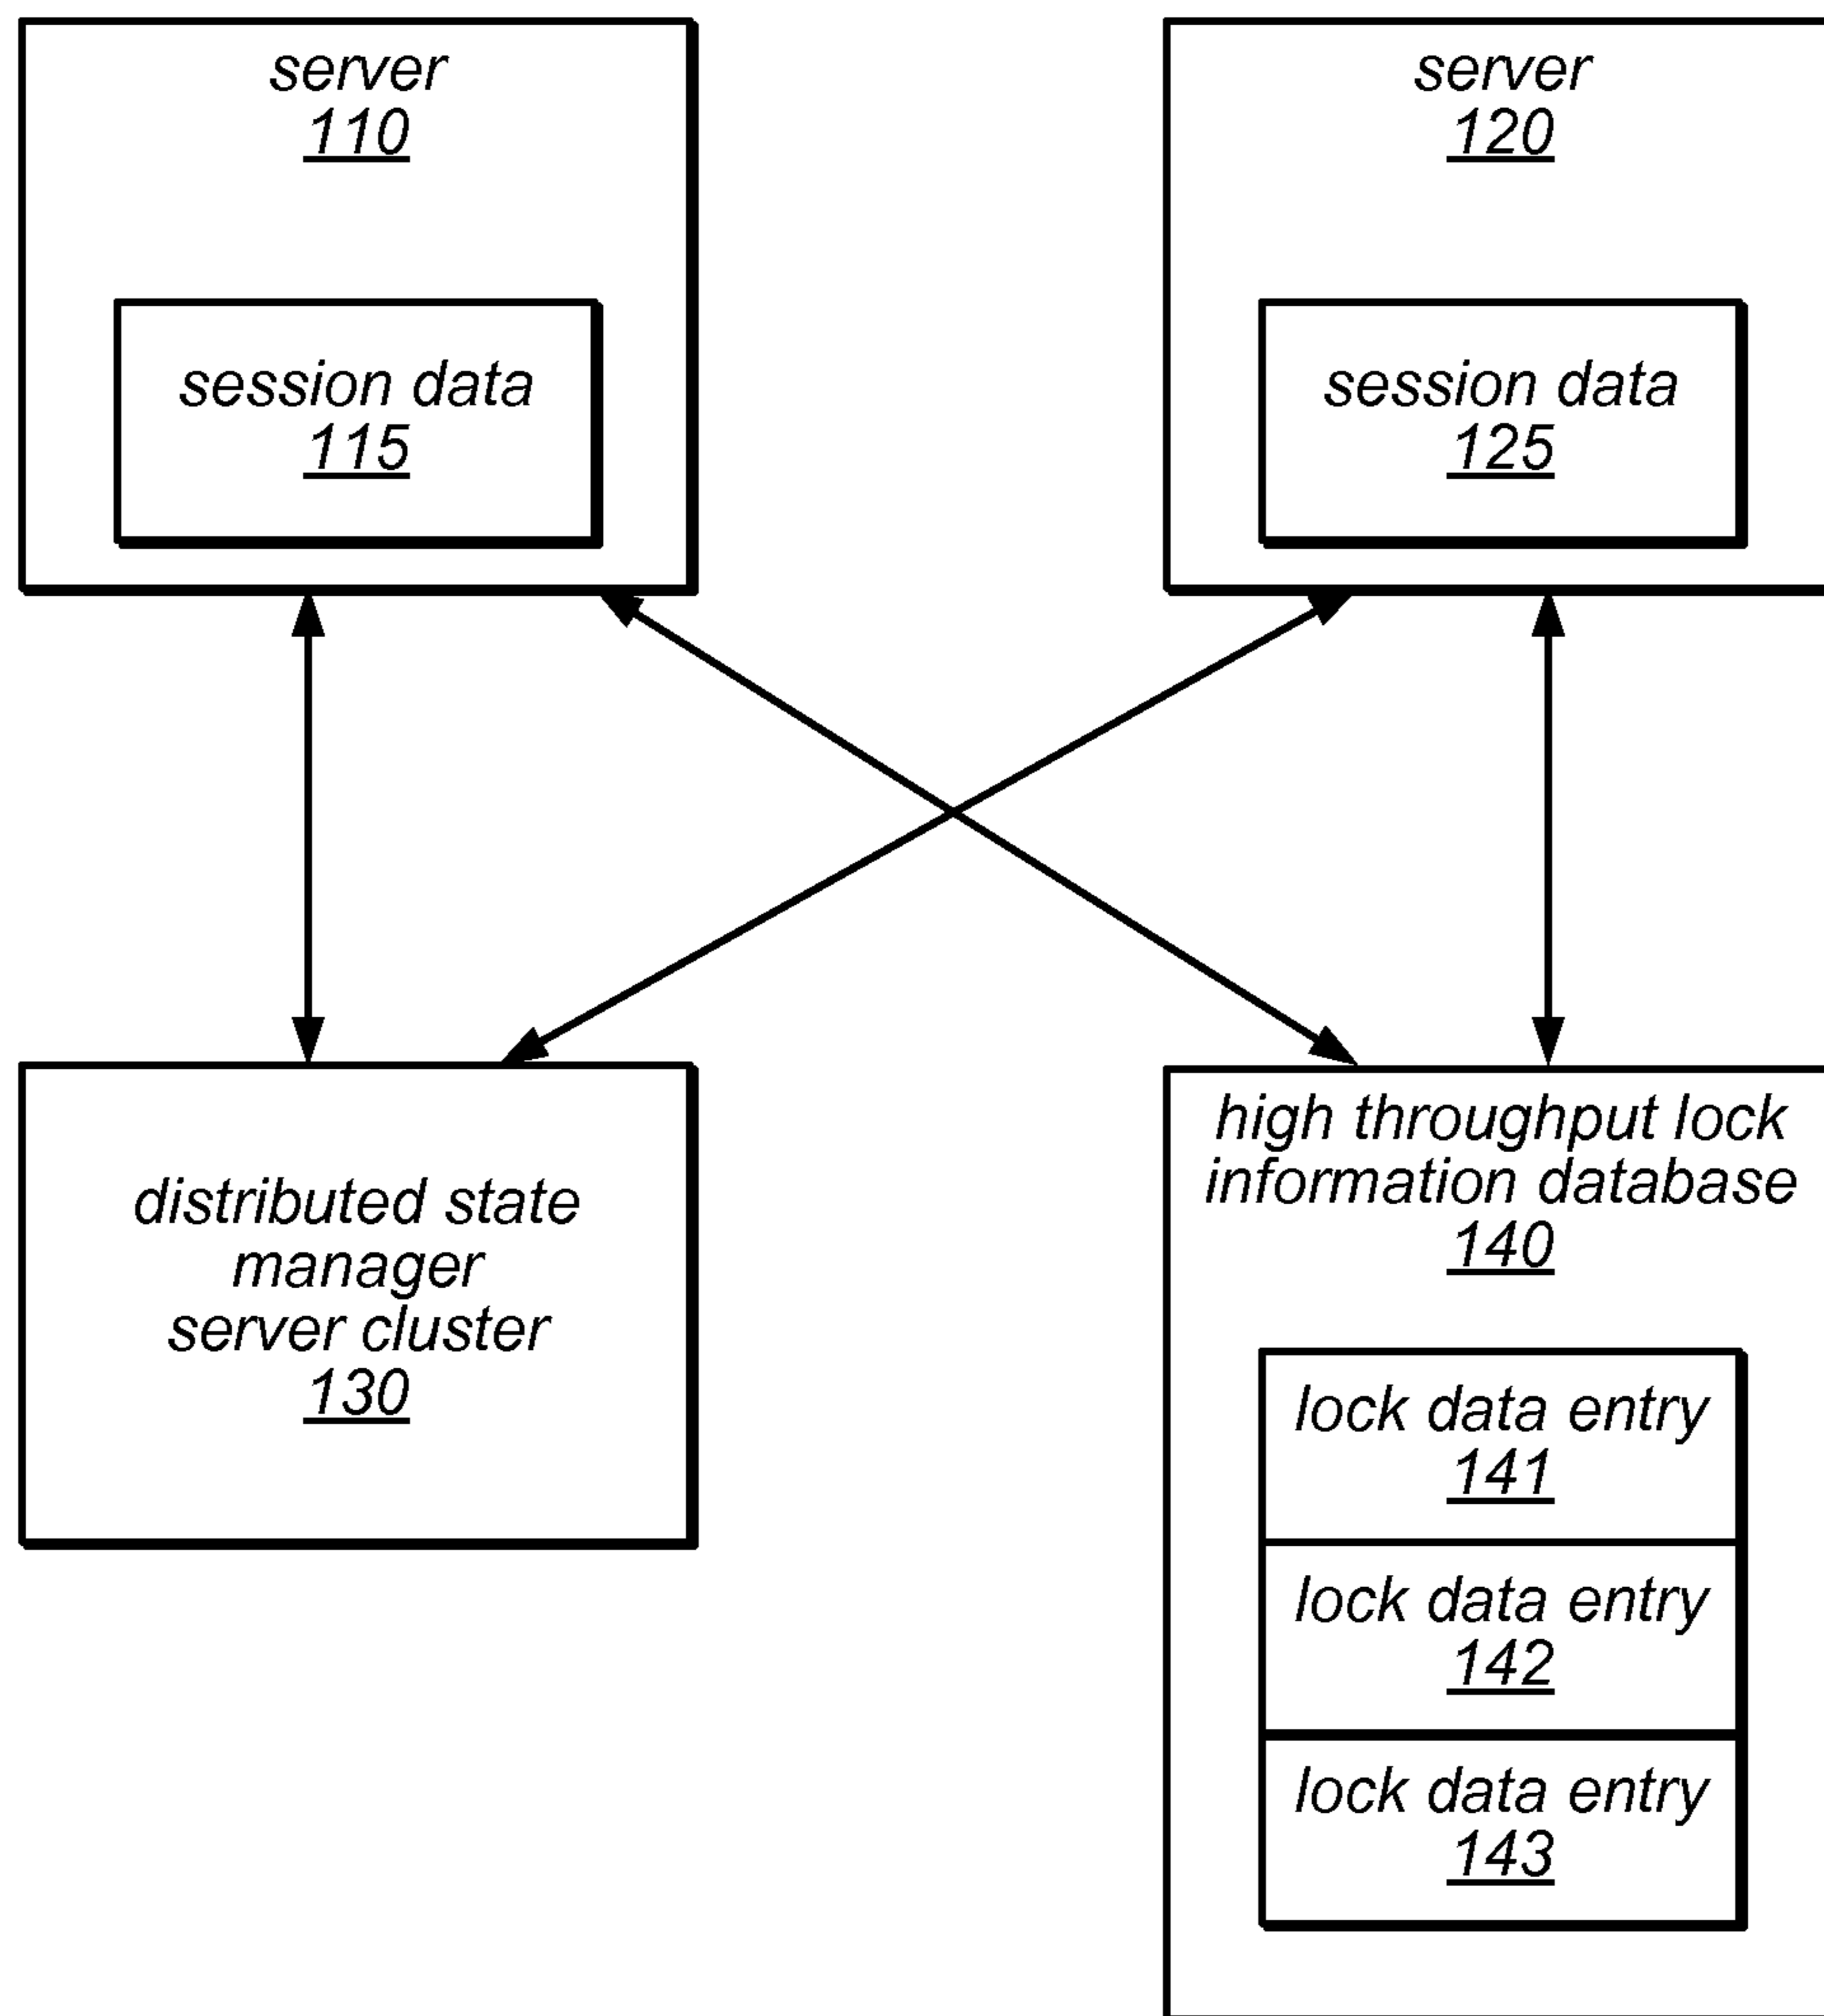 server
110
session data
115
server
120
session data
125
distributed state
manager
server cluster
130
high throughput lock
information database
140
lock data entry
141
lock data entry
142
lock data entry
143